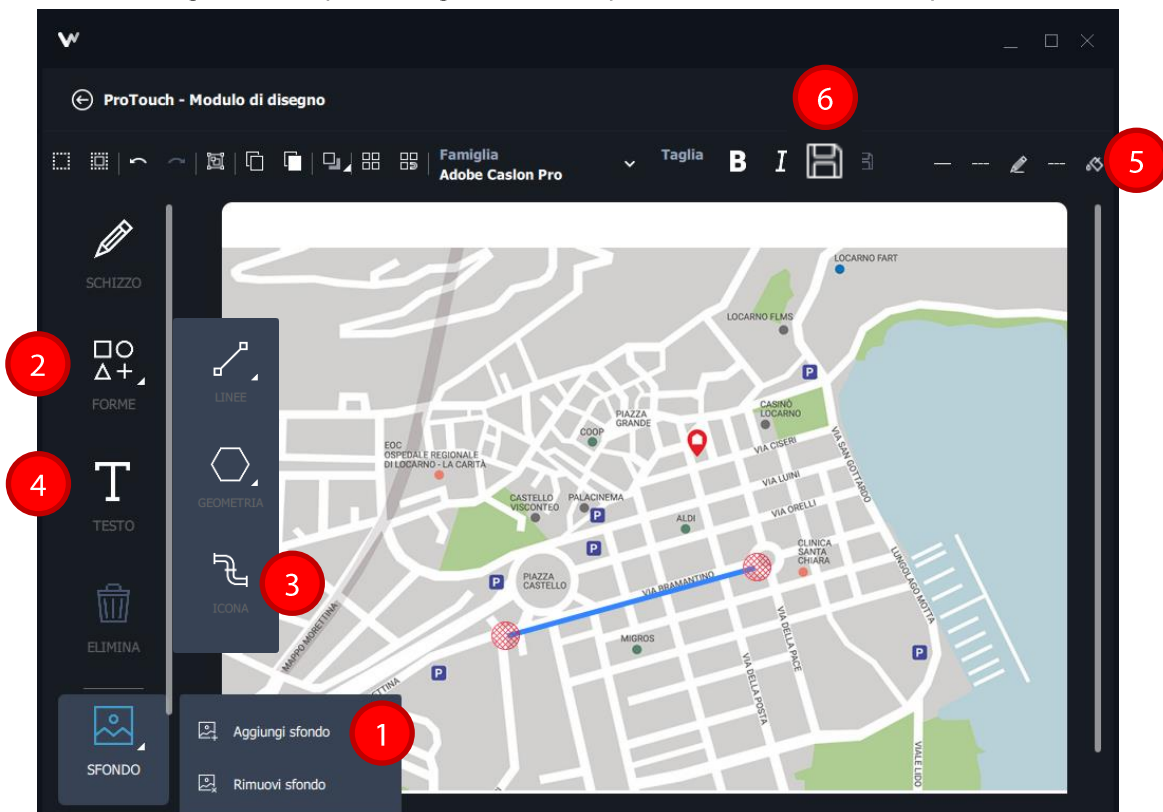 ProTouch - Modulo di disegno
6
Famiglia
Adobe Caslon Pro
Taglia
B I
5
SCHIZZO
2
FORME
4
TESTO
ELIMINA
SFONDO
LINEE
GEOMETRIA
3
ICONA
1
Aggiungi sfondo
Rimuovi sfondo
LOCARNO FART
LOCARNO FLMS
P
CASINÒ
LOCARNO
PIAZZA
GRANDE
COOP
VIA CISERI
VIA SAN GOTTARDO
EOC
OSPEDALE REGIONALE
DI LOCARNO - LA CARITÀ
VIA LUINI
CASTELLO
VISCONTEO
PALACINEMA
P
VIA ORELLI
ALDI
P
CLINICA
SANTA
CHIARA
LUNGOLAGO MOTTA
P
PIAZZA
CASTELLO
VIA BRAMANTINO
MAPPO MORETTINA
MIGROS
VIA DELLA PACE
P
P
VIA DELLA POSTA
VIALE LIDO